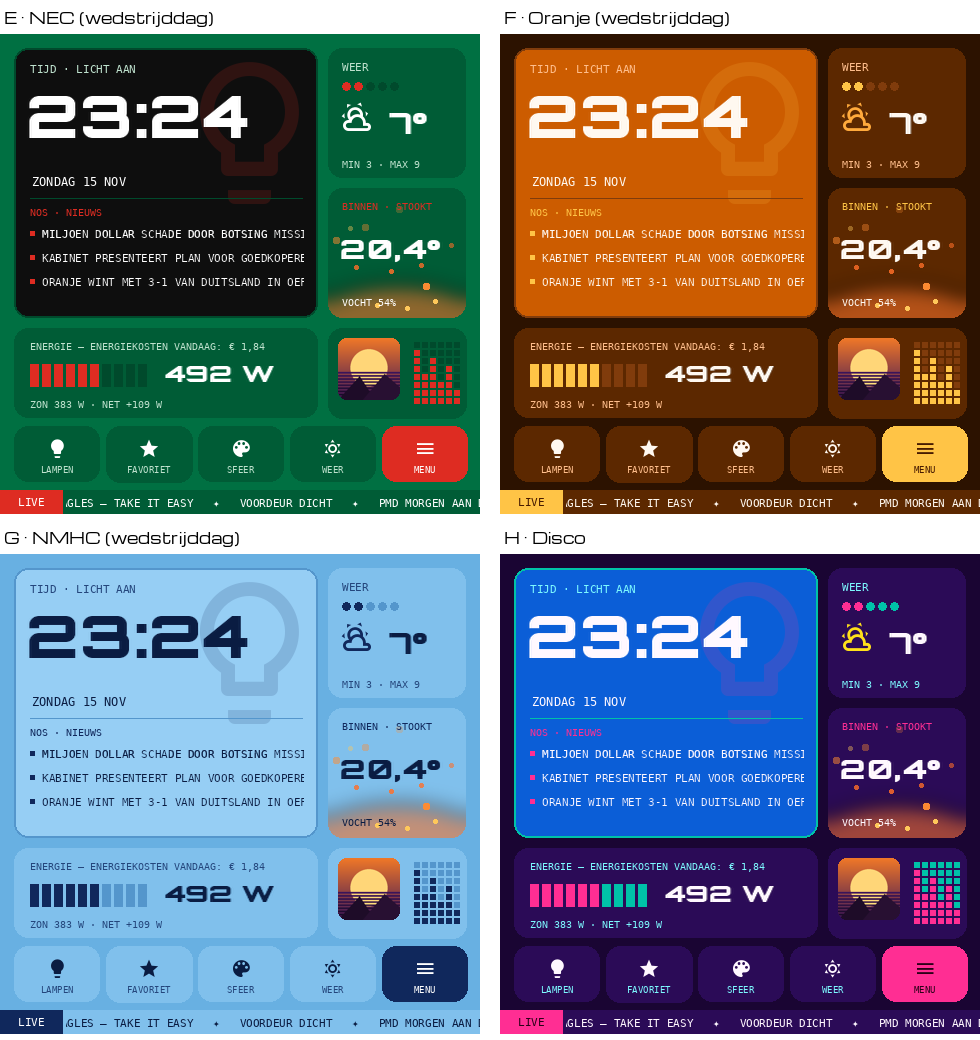 E · NEC (wedstrijddag)
TIJD · LICHT AAN
23:24
ZONDAG 15 NOV
NOS · NIEUWS
MILJOEN DOLLAR SCHADE DOOR BOTSING MISSI
KABINET PRESENTEERT PLAN VOOR GOEDKOPERE
ORANJE WINT MET 3-1 VAN DUITSLAND IN OEF
WEER
7°
MIN 3 · MAX 9
BINNEN · STOOKT
20,4°
VOCHT 54%
ENERGIE — ENERGIEKOSTEN VANDAAG: € 1,84
492 W
ZON 383 W · NET +109 W
LAMPEN FAVORIET SFEER WEER MENU
LIVE GLES — TAKE IT EASY ✦ VOORDEUR DICHT ✦ PMD MORGEN AAN
F · Oranje (wedstrijddag)
TIJD · LICHT AAN
23:24
ZONDAG 15 NOV
NOS · NIEUWS
MILJOEN DOLLAR SCHADE DOOR BOTSING MISSI
KABINET PRESENTEERT PLAN VOOR GOEDKOPERE
ORANJE WINT MET 3-1 VAN DUITSLAND IN OEF
WEER
7°
MIN 3 · MAX 9
BINNEN · STOOKT
20,4°
VOCHT 54%
ENERGIE — ENERGIEKOSTEN VANDAAG: € 1,84
492 W
ZON 383 W · NET +109 W
LAMPEN FAVORIET SFEER WEER MENU
LIVE GLES — TAKE IT EASY ✦ VOORDEUR DICHT ✦ PMD MORGEN AAN
G · NMHC (wedstrijddag)
TIJD · LICHT AAN
23:24
ZONDAG 15 NOV
NOS · NIEUWS
MILJOEN DOLLAR SCHADE DOOR BOTSING MISSI
KABINET PRESENTEERT PLAN VOOR GOEDKOPERE
ORANJE WINT MET 3-1 VAN DUITSLAND IN OEF
WEER
7°
MIN 3 · MAX 9
BINNEN · STOOKT
20,4°
VOCHT 54%
ENERGIE — ENERGIEKOSTEN VANDAAG: € 1,84
492 W
ZON 383 W · NET +109 W
LAMPEN FAVORIET SFEER WEER MENU
LIVE GLES — TAKE IT EASY ✦ VOORDEUR DICHT ✦ PMD MORGEN AAN
H · Disco
TIJD · LICHT AAN
23:24
ZONDAG 15 NOV
NOS · NIEUWS
MILJOEN DOLLAR SCHADE DOOR BOTSING MISSI
KABINET PRESENTEERT PLAN VOOR GOEDKOPERE
ORANJE WINT MET 3-1 VAN DUITSLAND IN OEF
WEER
7°
MIN 3 · MAX 9
BINNEN · STOOKT
20,4°
VOCHT 54%
ENERGIE — ENERGIEKOSTEN VANDAAG: € 1,84
492 W
ZON 383 W · NET +109 W
LAMPEN FAVORIET SFEER WEER MENU
LIVE GLES — TAKE IT EASY ✦ VOORDEUR DICHT ✦ PMD MORGEN AAN